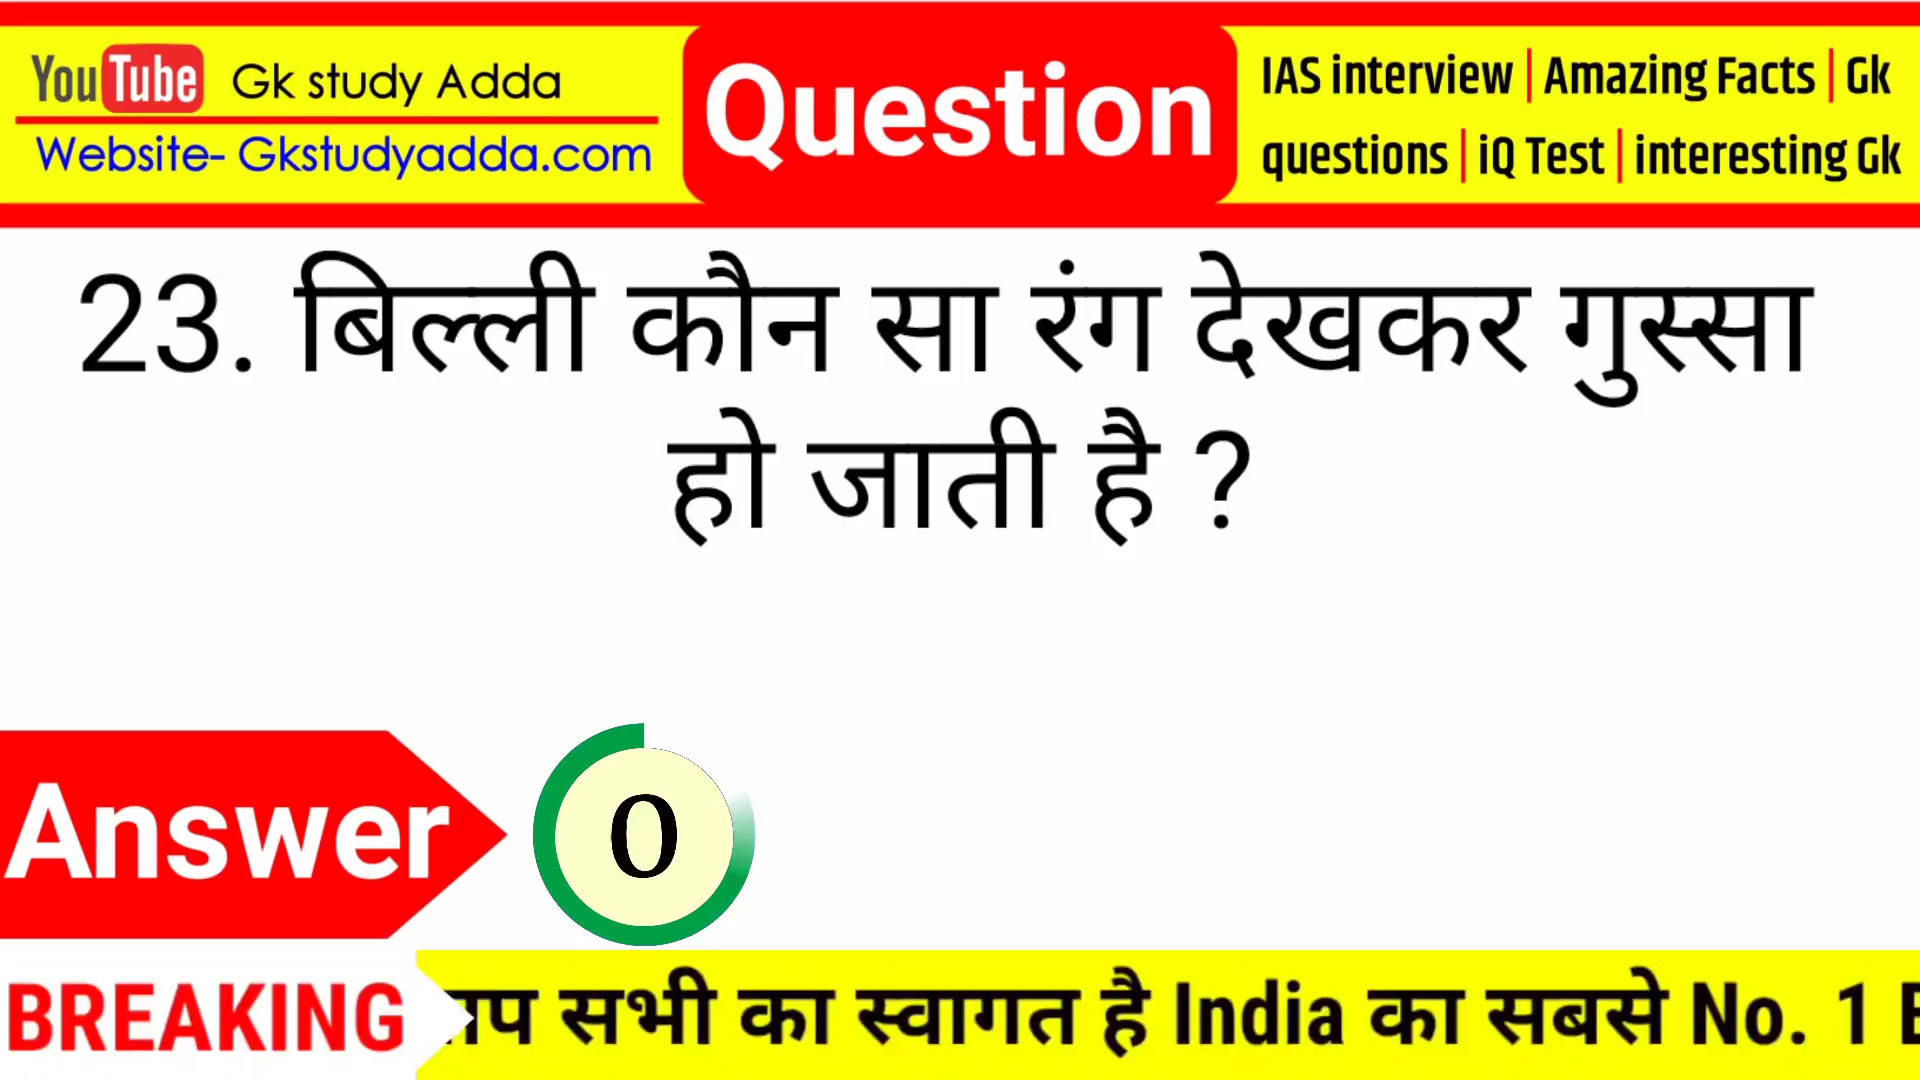 YouTube Gk study Adda
Website- Gkstudyadda.com
Question
IAS interview | Amazing Facts | Gk
questions | iQ Test | interesting Gk
23. बिल्ली कौन सा रंग देखकर गुस्सा
हो जाती है ?
Answer
0
BREAKING
सभी का स्वागत है India का सबसे No. 1